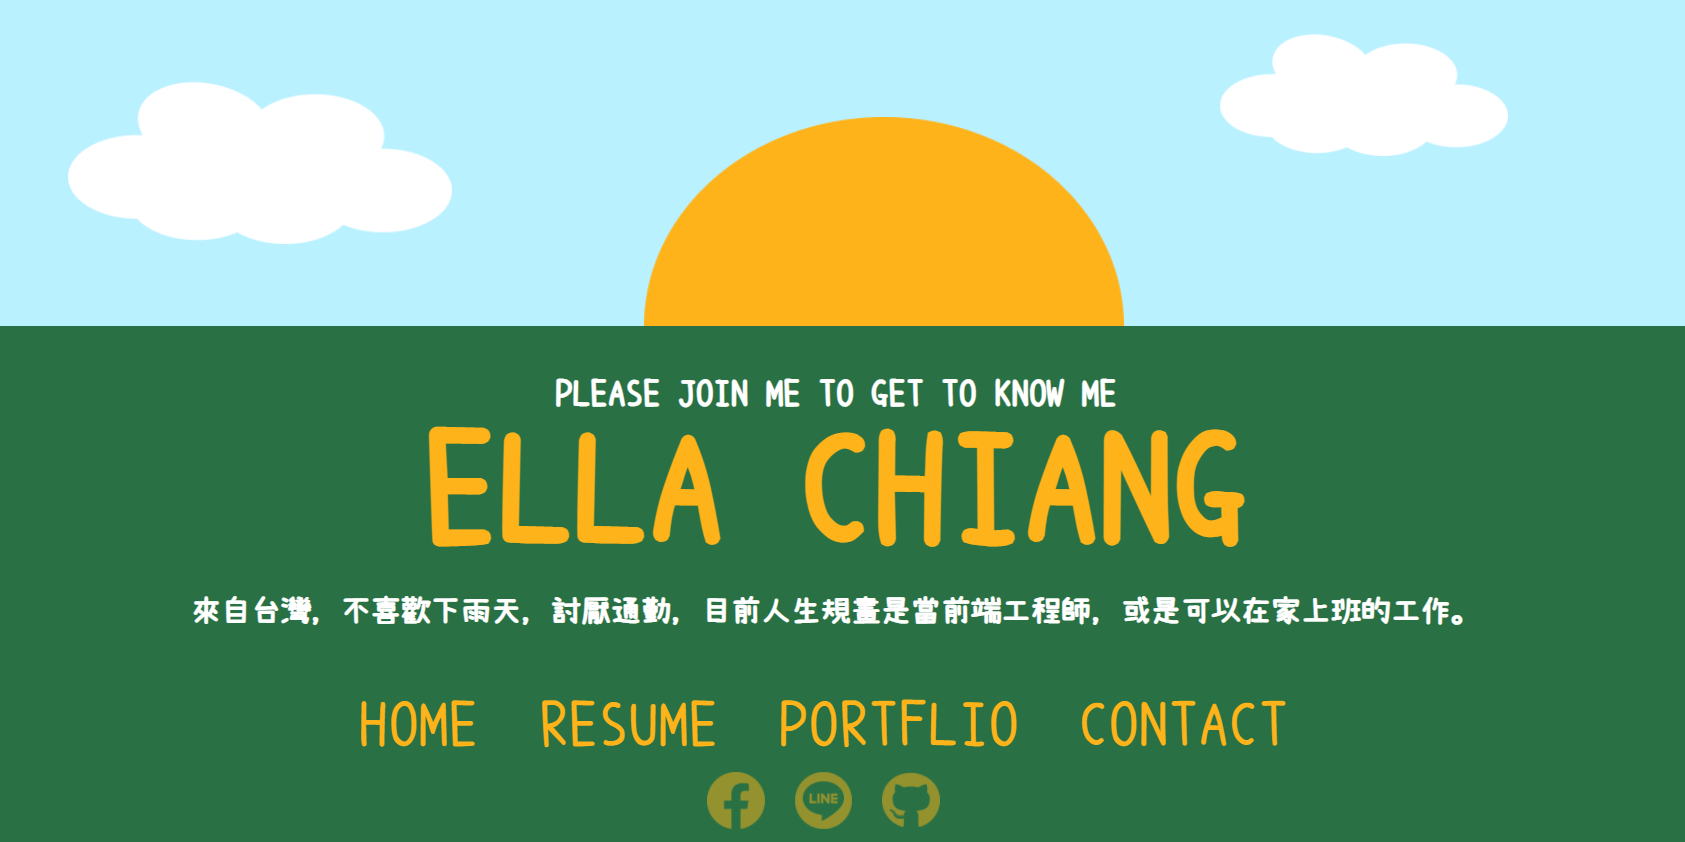 PLEASE JOIN ME TO GET TO KNOW ME
ELLA CHIANG
來自台灣，不喜歡下雨天，討厭通勤，目前人生規畫是當前端工程師，或是可以在家上班的工作。
HOME RESUME PORTFLIO CONTACT
LINE